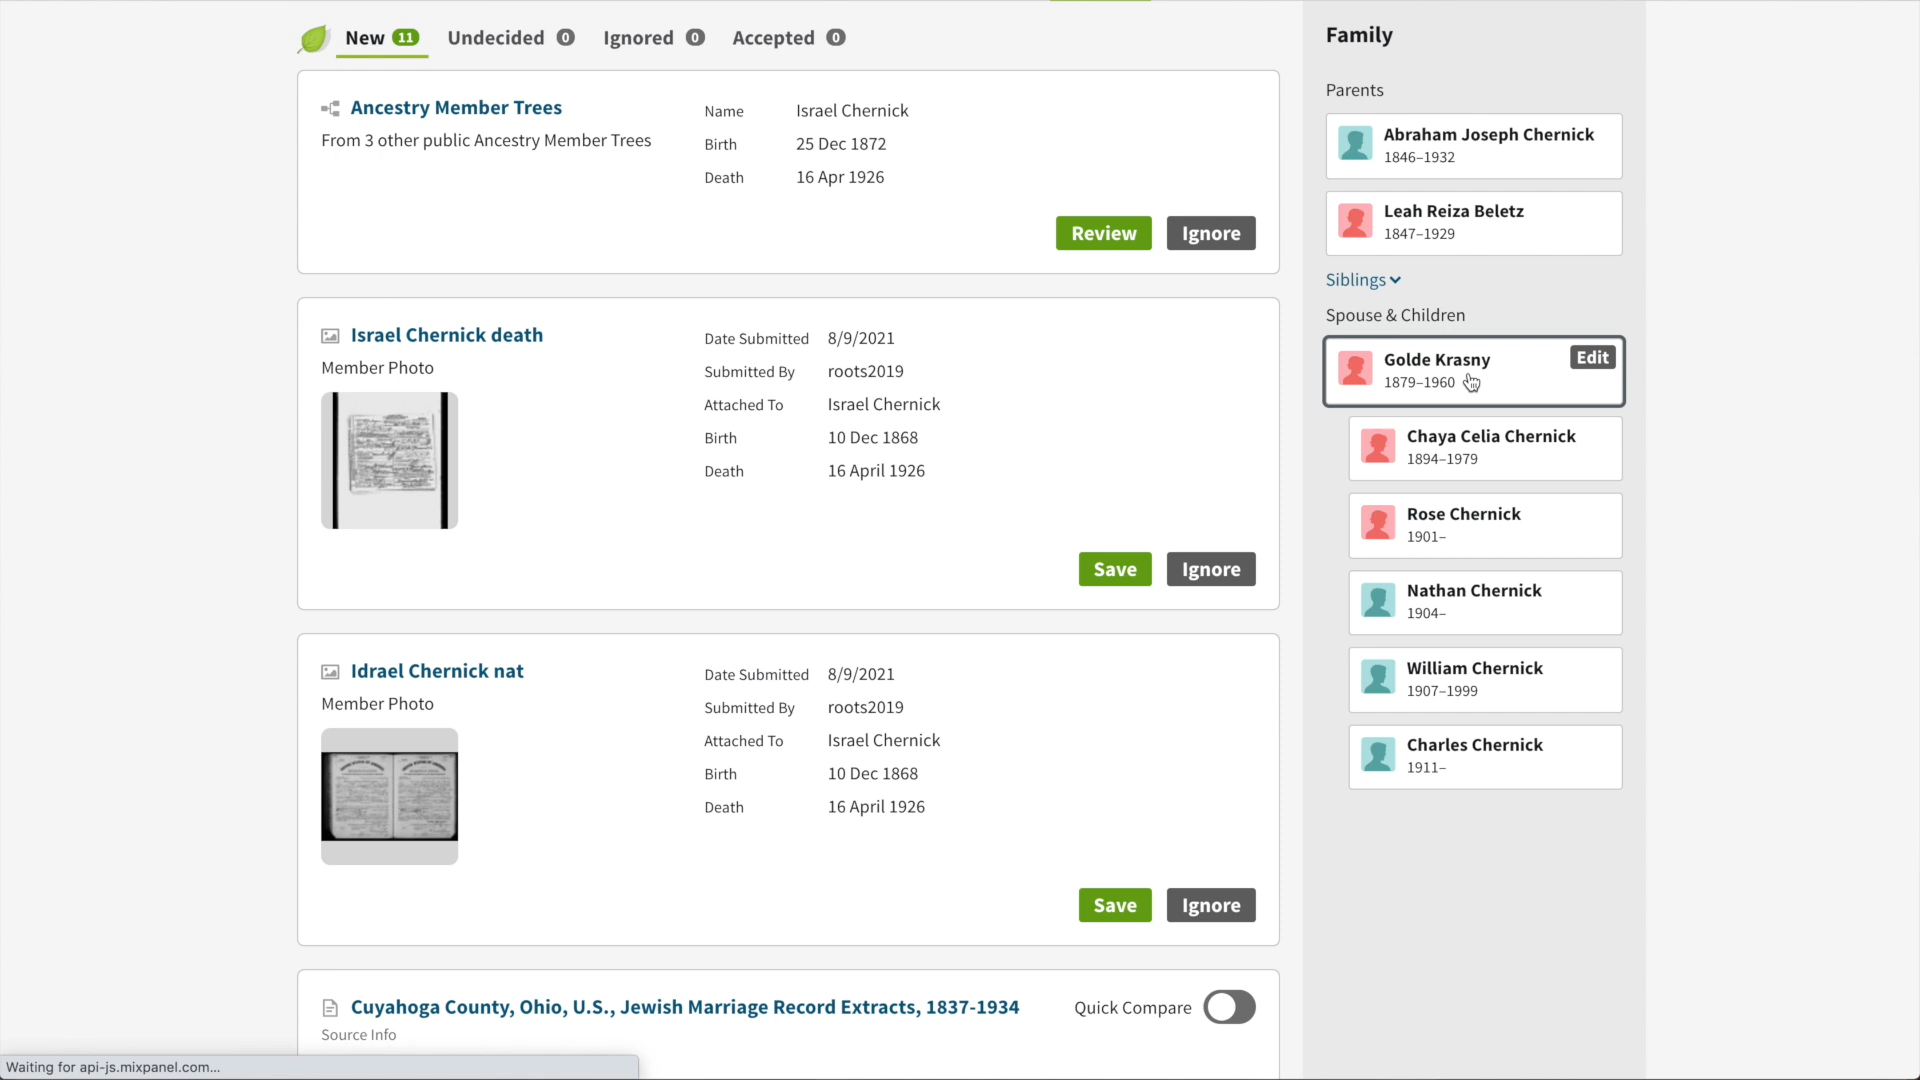 New 11
Undecided 0
Ignored 0
Accepted 0
Ancestry Member Trees
From 3 other public Ancestry Member Trees
Name Israel Chernick
Birth 25 Dec 1872
Death 16 Apr 1926
Review
Ignore
Israel Chernick death
Member Photo
Date Submitted 8/9/2021
Submitted By roots2019
Attached To Israel Chernick
Birth 10 Dec 1868
Death 16 April 1926
Save
Ignore
Idrael Chernick nat
Member Photo
Date Submitted 8/9/2021
Submitted By roots2019
Attached To Israel Chernick
Birth 10 Dec 1868
Death 16 April 1926
Save
Ignore
Cuyahoga County, Ohio, U.S., Jewish Marriage Record Extracts, 1837-1934
Quick Compare
Source Info
Waiting for api-js.mixpanel.com...
Family
Parents
Abraham Joseph Chernick
1846–1932
Leah Reiza Beletz
1847–1929
Siblings
Spouse & Children
Golde Krasny
Edit
1879–1960
Chaya Celia Chernick
1894–1979
Rose Chernick
1901–
Nathan Chernick
1904–
William Chernick
1907–1999
Charles Chernick
1911–